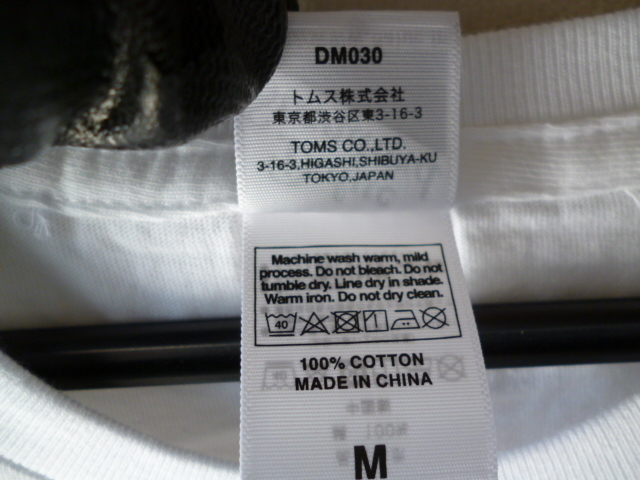 DM030
トムス株式会社
東京都渋谷区東3-16-3
TOMS CO.,LTD.
3-16-3,HIGASHI,SHIBUYA-KU
TOKYO,JAPAN
Machine wash warm, mild
process. Do not bleach. Do not
tumble dry. Line dry in shade.
Warm iron. Do not dry clean.
40
100% COTTON
MADE IN CHINA
M